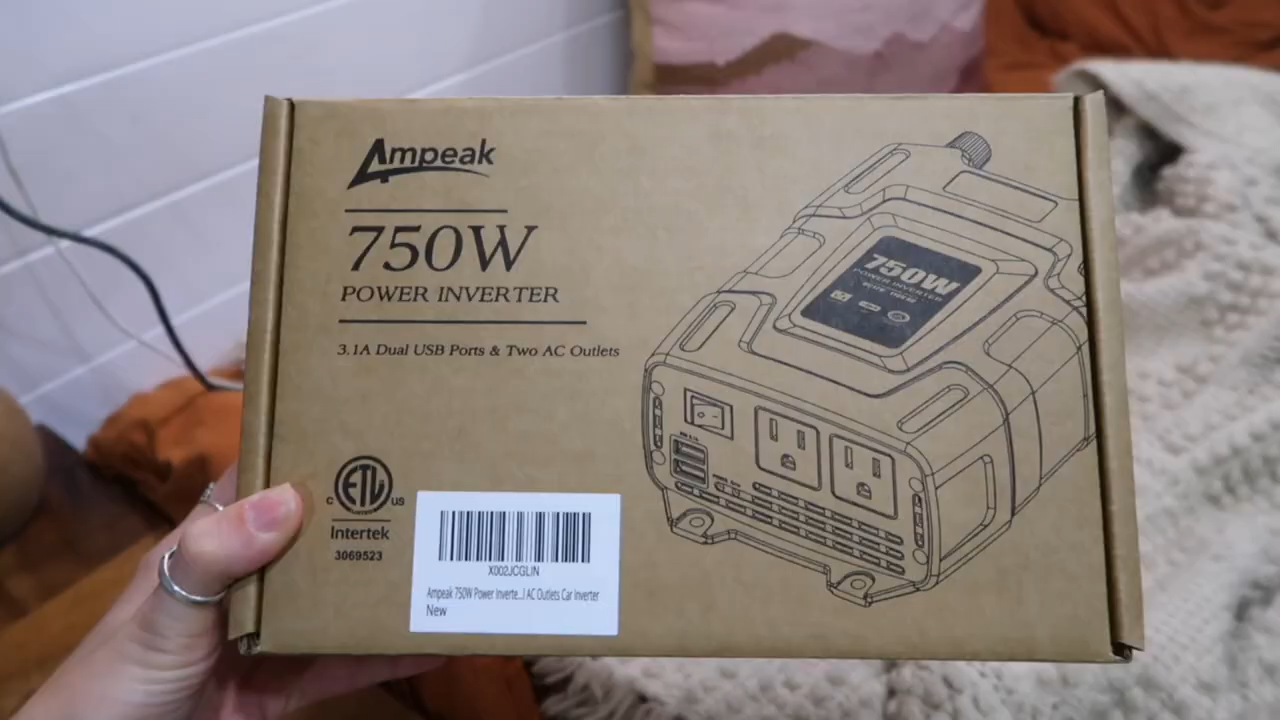 Ampeak
750W
POWER INVERTER
3.1A Dual USB Ports & Two AC Outlets
750W
POWER INVERTER
C ETL US
LISTED
Intertek
3069523
X002JCGLIN
Ampeak 750W Power Inverte...l AC Outlets Car Inverter
New